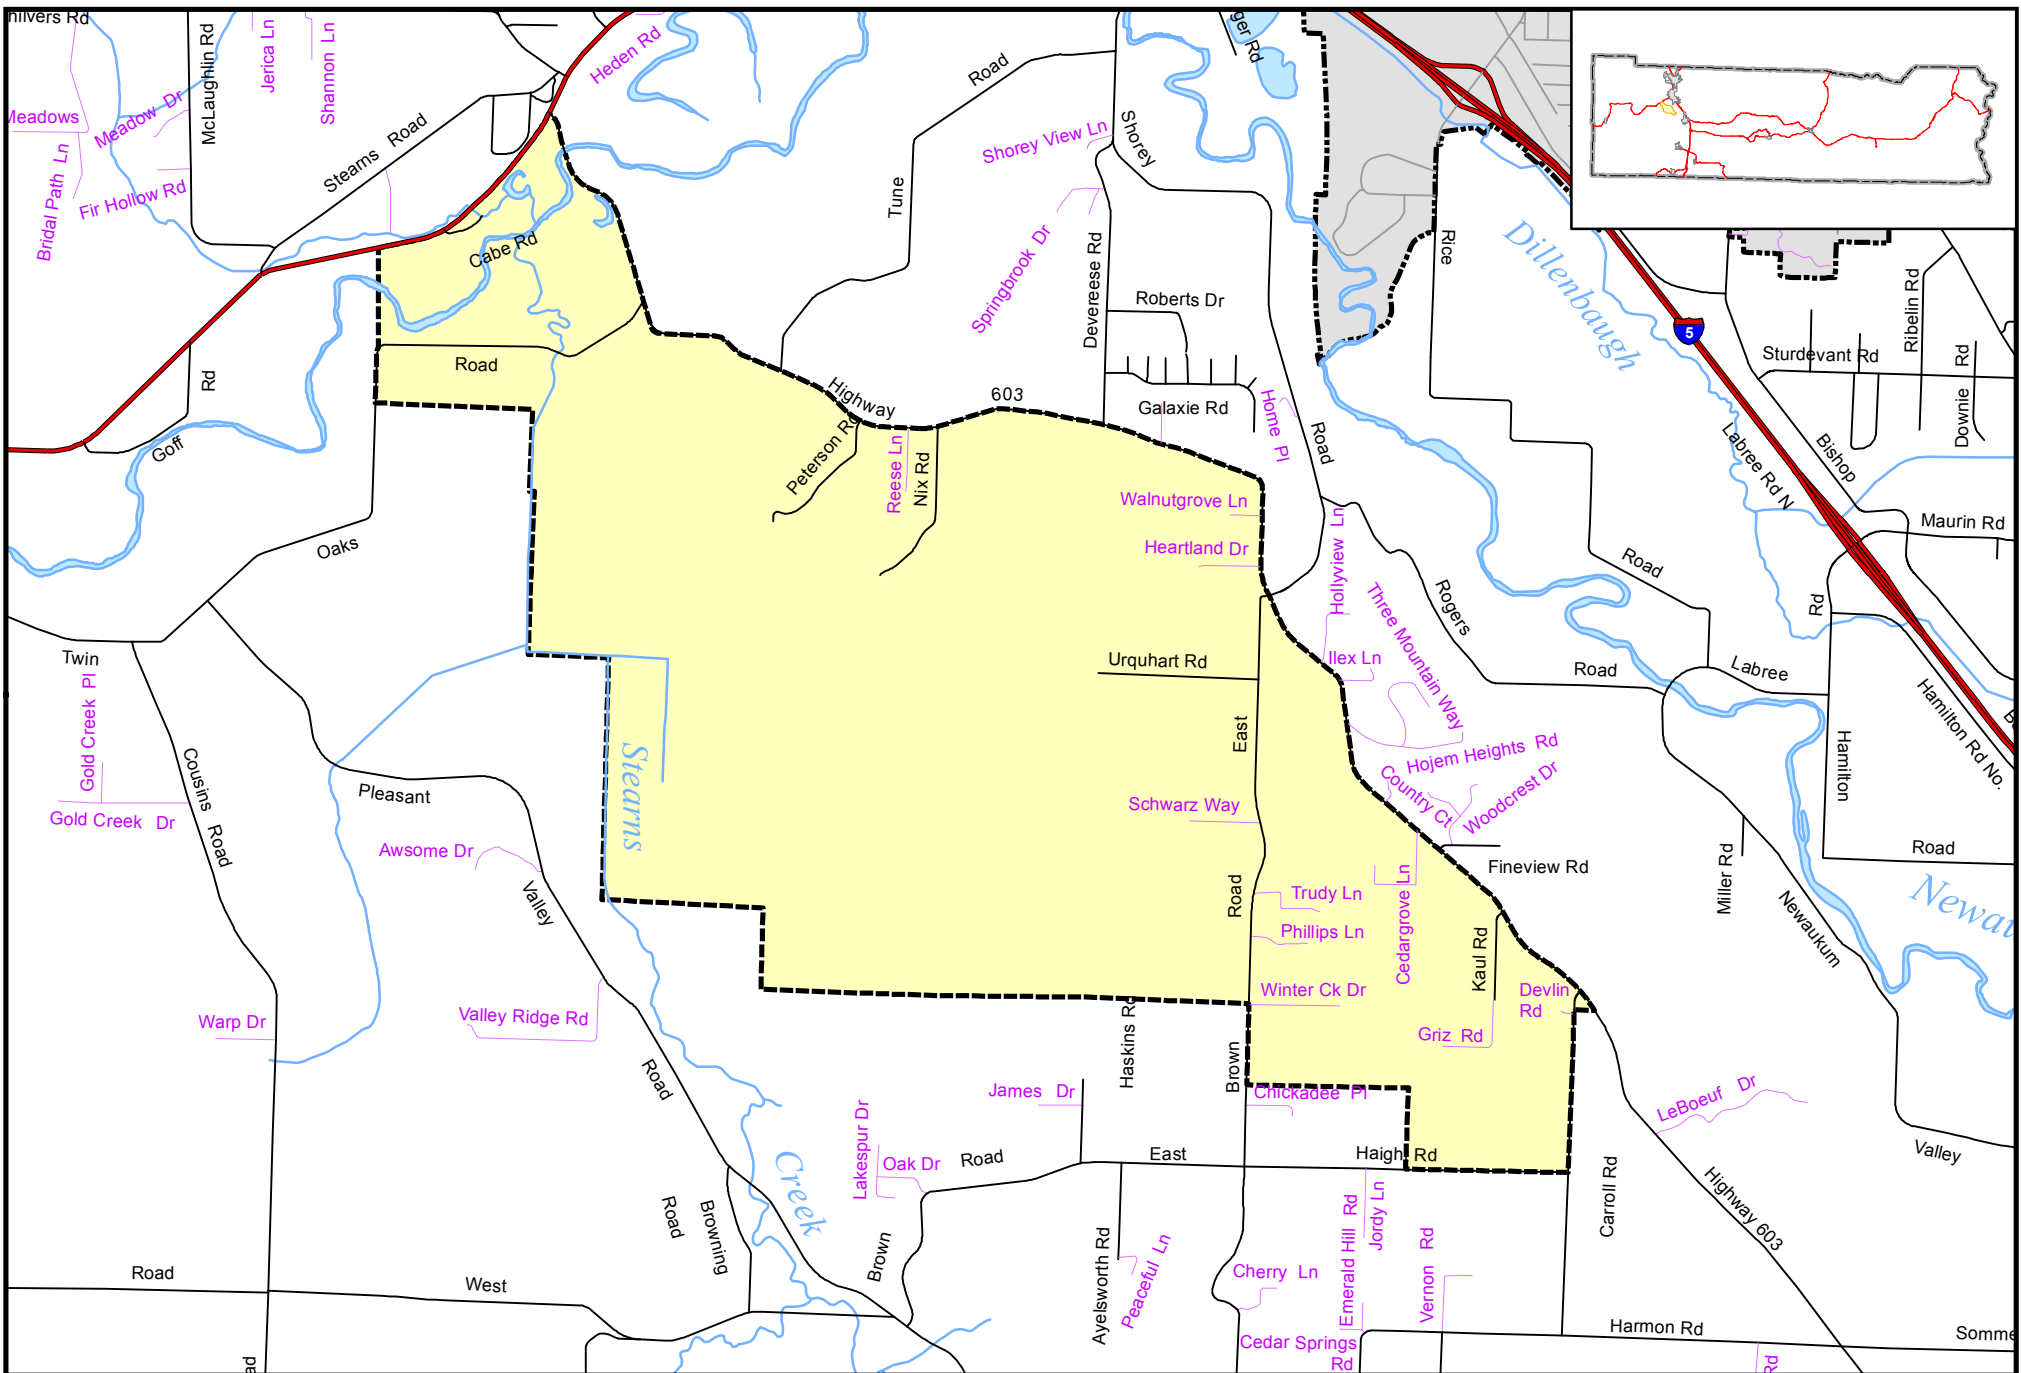 hilvers Rd
McLaughlin Rd
Jerica Ln
Shannon Ln
Heden Rd
ger Rd
Meadows
Meadow Dr
Bridal Path Ln
Fir Hollow Rd
Stearns Road
Cabe Rd
Road
Tune
Road
Shorey View Ln
Shorey
Springbrook Dr
Devereese Rd
Roberts Dr
Galaxie Rd
Home Pl
Road
Rice
Dillenbaugh
5
Sturdevant Rd
Ribelin Rd
Downie Rd
Bishop
Labree Rd N
Maurin Rd
Rd
Goff
Oaks
Highway
603
Peterson Rd
Reese Ln
Nix Rd
Walnutgrove Ln
Heartland Dr
Hollyview Ln
Three Mountain Way
Rogers
Road
Road
Rd
Labree
Ilex Ln
Urquhart Rd
Twin
Gold Creek Pl
Gold Creek Dr
Cousins Road
Pleasant
Awsome Dr
Valley
Stearns
East
Schwarz Way
Hojem Heights Rd
Country Ct
Woodcrest Dr
Fineview Rd
Hamilton
Hamilton Rd No.
Road
Miller Rd
Newaukum
Newau
Road
Trudy Ln
Phillips Ln
Cedargrove Ln
Kaul Rd
Winter Ck Dr
Devlin
Rd
Griz Rd
Warp Dr
Valley Ridge Rd
Road
Haskins Rd
Brown
Chickadee Pl
James Dr
LeBoeuf Dr
Lakespur Dr
Oak Dr
Road
East
Haigh Rd
Valley
Creek
Road
Browning
Brown
Ayelsworth Rd
Peaceful Ln
Cherry Ln
Emerald Hill Rd
Jordy Ln
Vernon Rd
Carroll Rd
Highway 603
Road
West
Cedar Springs
Rd
Harmon Rd
Somme
ad
Rd